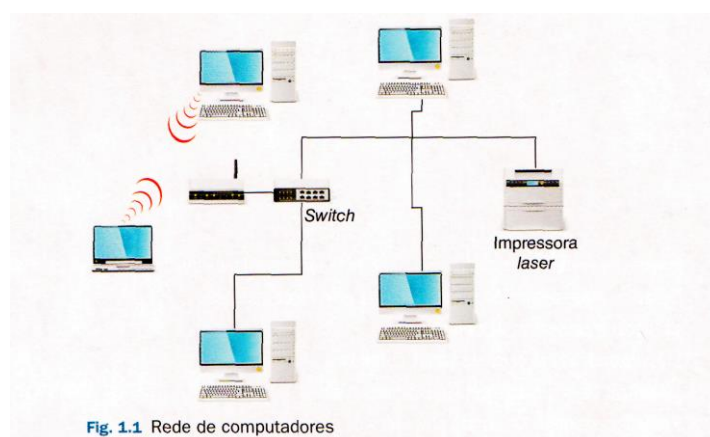 Switch
Impressora
laser
Fig. 1.1 Rede de computadores